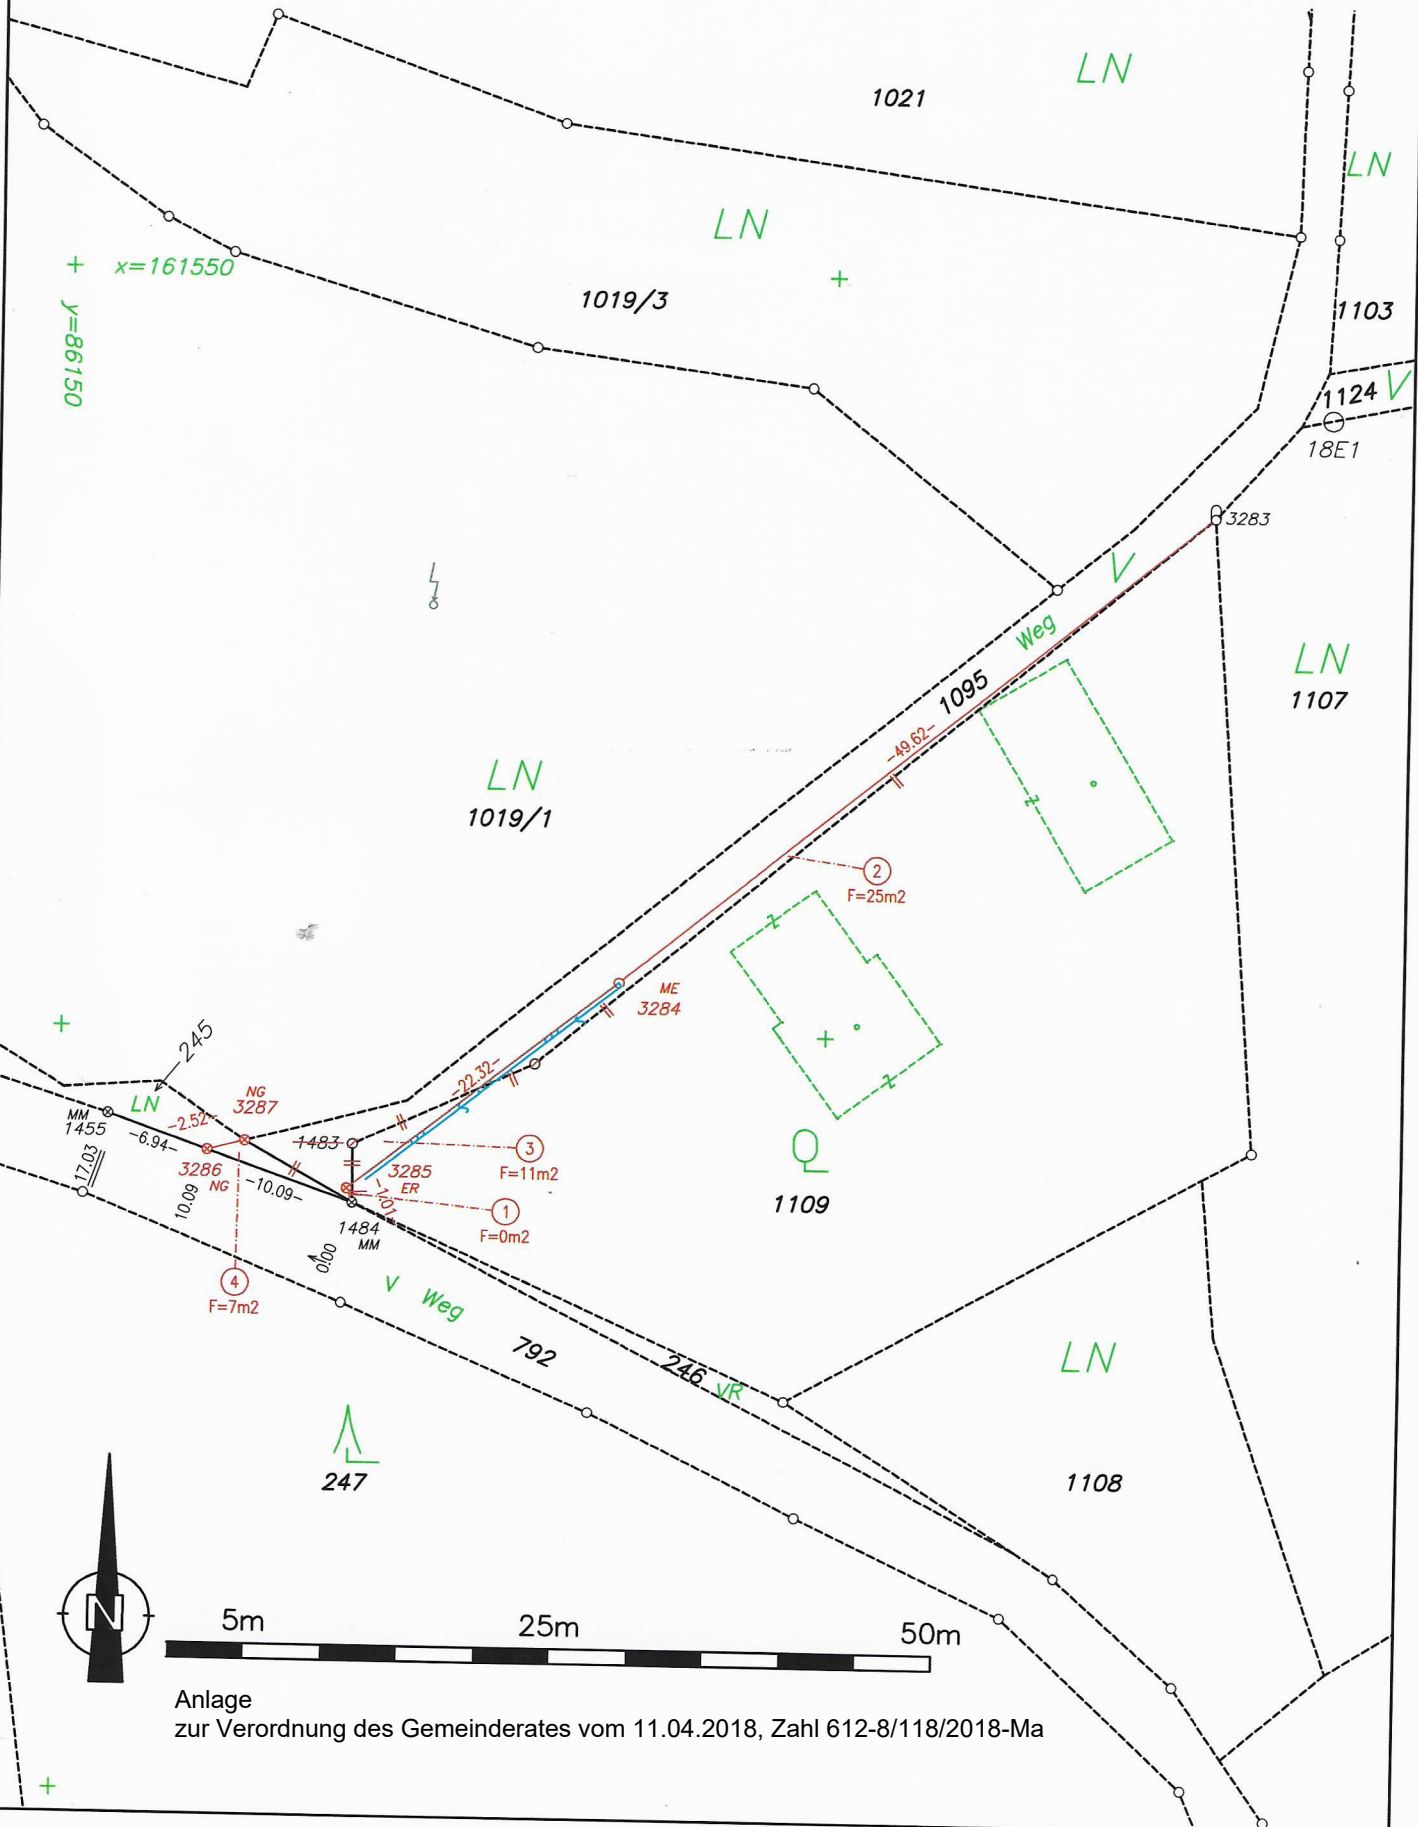 LN
1021
LN
LN
x=161550
1019/3
1103
y=86150
1124 V
18E1
3283
V
Weg
LN
1095
1107
-49.62-
LN
1019/1
2
F=25m2
ME
3284
245
-22.32-
NG
3287
LN
MM
1455
-2.52-
-6.94-
1483
3
F=11m2
17.03
3286
NG
3285
ER
Q
10.09
-10.09-
-1.01-
1
F=0m2
1109
1484
MM
0.00
4
F=7m2
V Weg
792
246
VR
LN
247
1108
N
5m 25m 50m
Anlage
zur Verordnung des Gemeinderates vom 11.04.2018, Zahl 612-8/118/2018-Ma